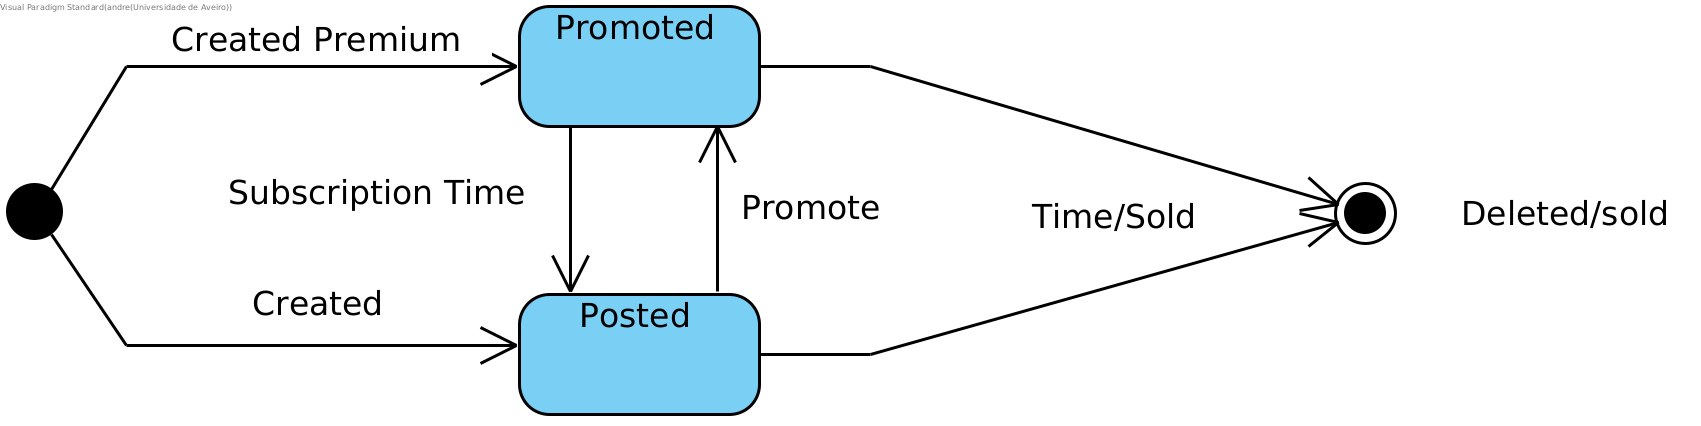 Visual Paradigm Standard(andre(Universidade de Aveiro))
Created Premium
Promoted
Subscription Time
Promote
Time/Sold
Deleted/sold
Created
Posted